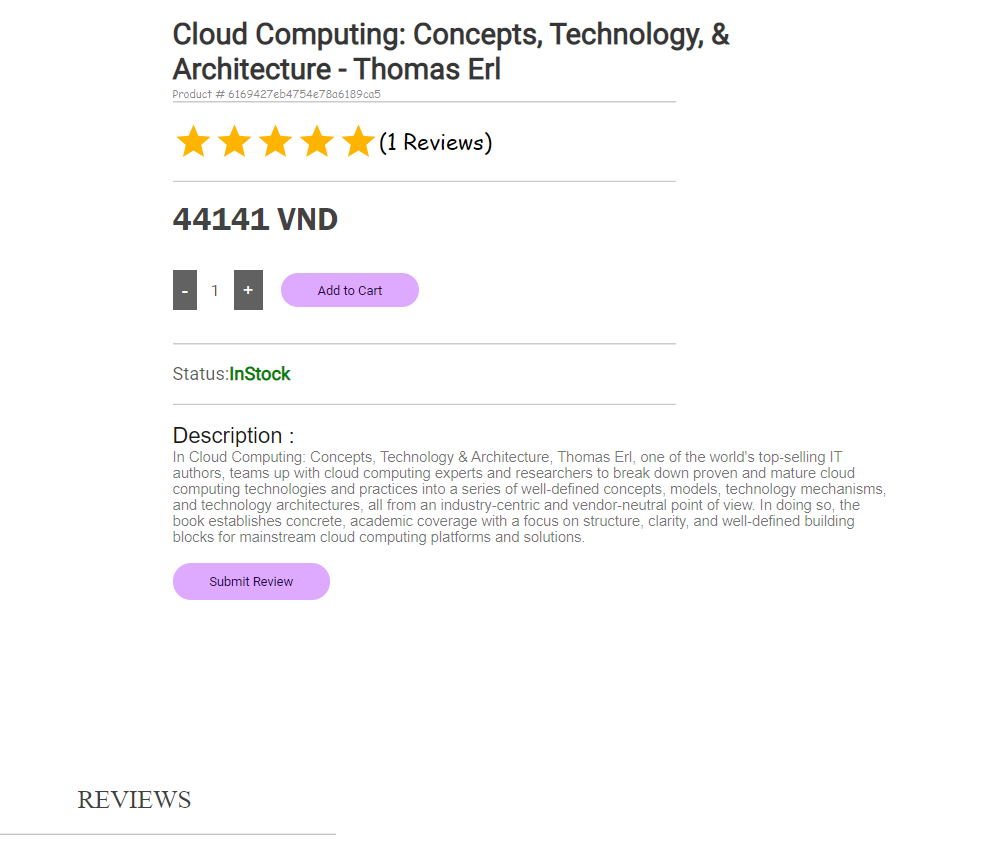 Cloud Computing: Concepts, Technology, &
Architecture - Thomas Erl
Product # 6169427eb4754e78a6189ca5
(1 Reviews)
44141 VND
- 1 + Add to Cart
Status:InStock
Description :
In Cloud Computing: Concepts, Technology & Architecture, Thomas Erl, one of the world's top-selling IT
authors, teams up with cloud computing experts and researchers to break down proven and mature cloud
computing technologies and practices into a series of well-defined concepts, models, technology mechanisms,
and technology architectures, all from an industry-centric and vendor-neutral point of view. In doing so, the
book establishes concrete, academic coverage with a focus on structure, clarity, and well-defined building
blocks for mainstream cloud computing platforms and solutions.
Submit Review
REVIEWS